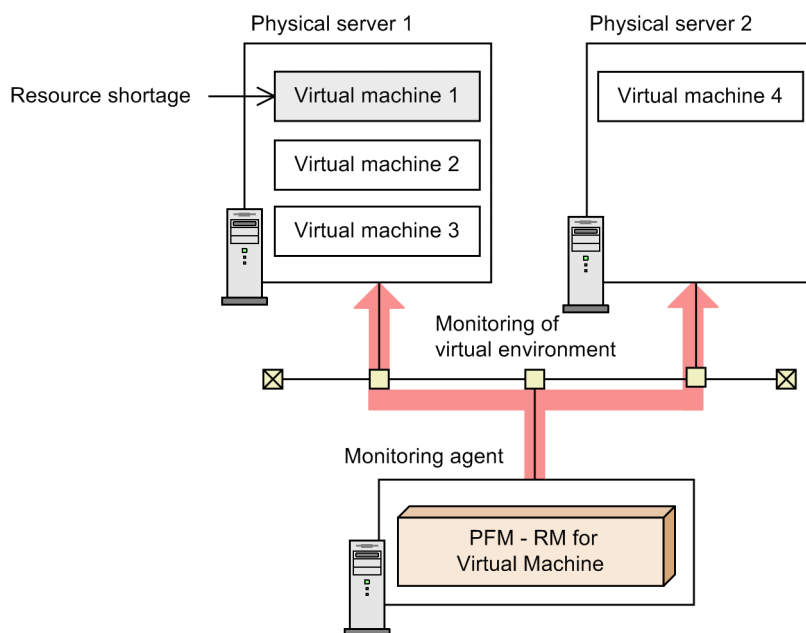 Physical server 1
Physical server 2
Resource shortage
Virtual machine 1
Virtual machine 4
Virtual machine 2
Virtual machine 3
Monitoring of
virtual environment
Monitoring agent
PFM - RM for
Virtual Machine